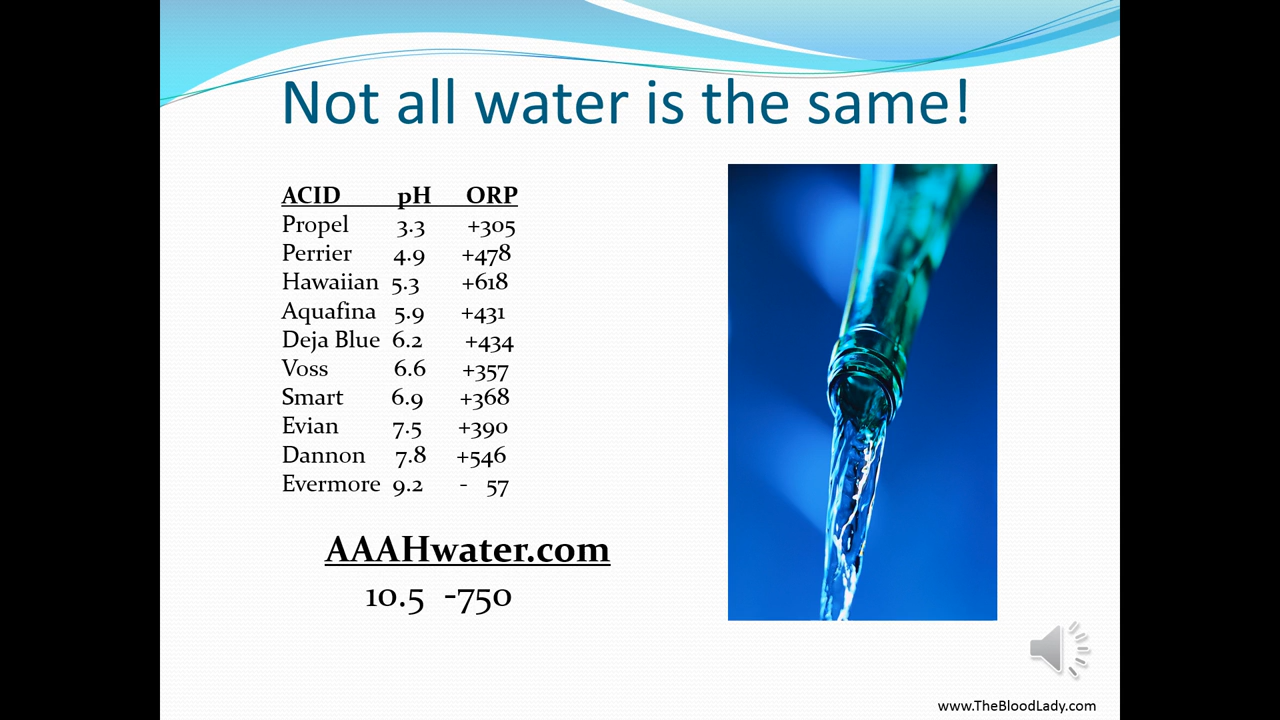 Not all water is the same!
ACID pH ORP
Propel 3.3 +305
Perrier 4.9 +478
Hawaiian 5.3 +618
Aquafina 5.9 +431
Deja Blue 6.2 +434
Voss 6.6 +357
Smart 6.9 +368
Evian 7.5 +390
Dannon 7.8 +546
Evermore 9.2 - 57
AAAHwater.com
10.5 -750
www.TheBloodLady.com